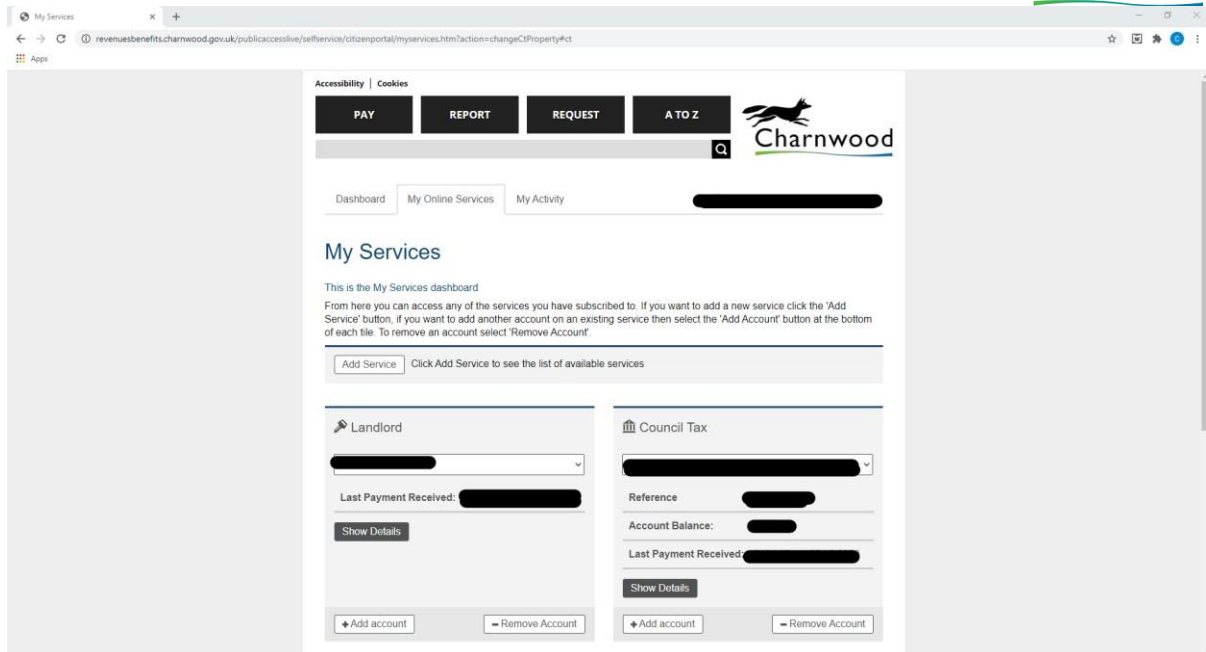 My Services
revenuesbenefits.charnwood.gov.uk/publicaccesslive/selfservice/citizenportal/myservices.htm?action=changeCtProperty#ct
Apps
Accessibility | Cookies
PAY REPORT REQUEST A TO Z
Charnwood
Dashboard My Online Services My Activity
My Services
This is the My Services dashboard
From here you can access any of the services you have subscribed to. If you want to add a new service click the 'Add
Service' button, if you want to add another account on an existing service then select the 'Add Account' button at the bottom
of each tile. To remove an account select 'Remove Account'.
Add Service Click Add Service to see the list of available services
Landlord
Last Payment Received:
Show Details
+Add account
Remove Account
Council Tax
Reference
Account Balance:
Last Payment Received:
Show Details
+Add account
Remove Account